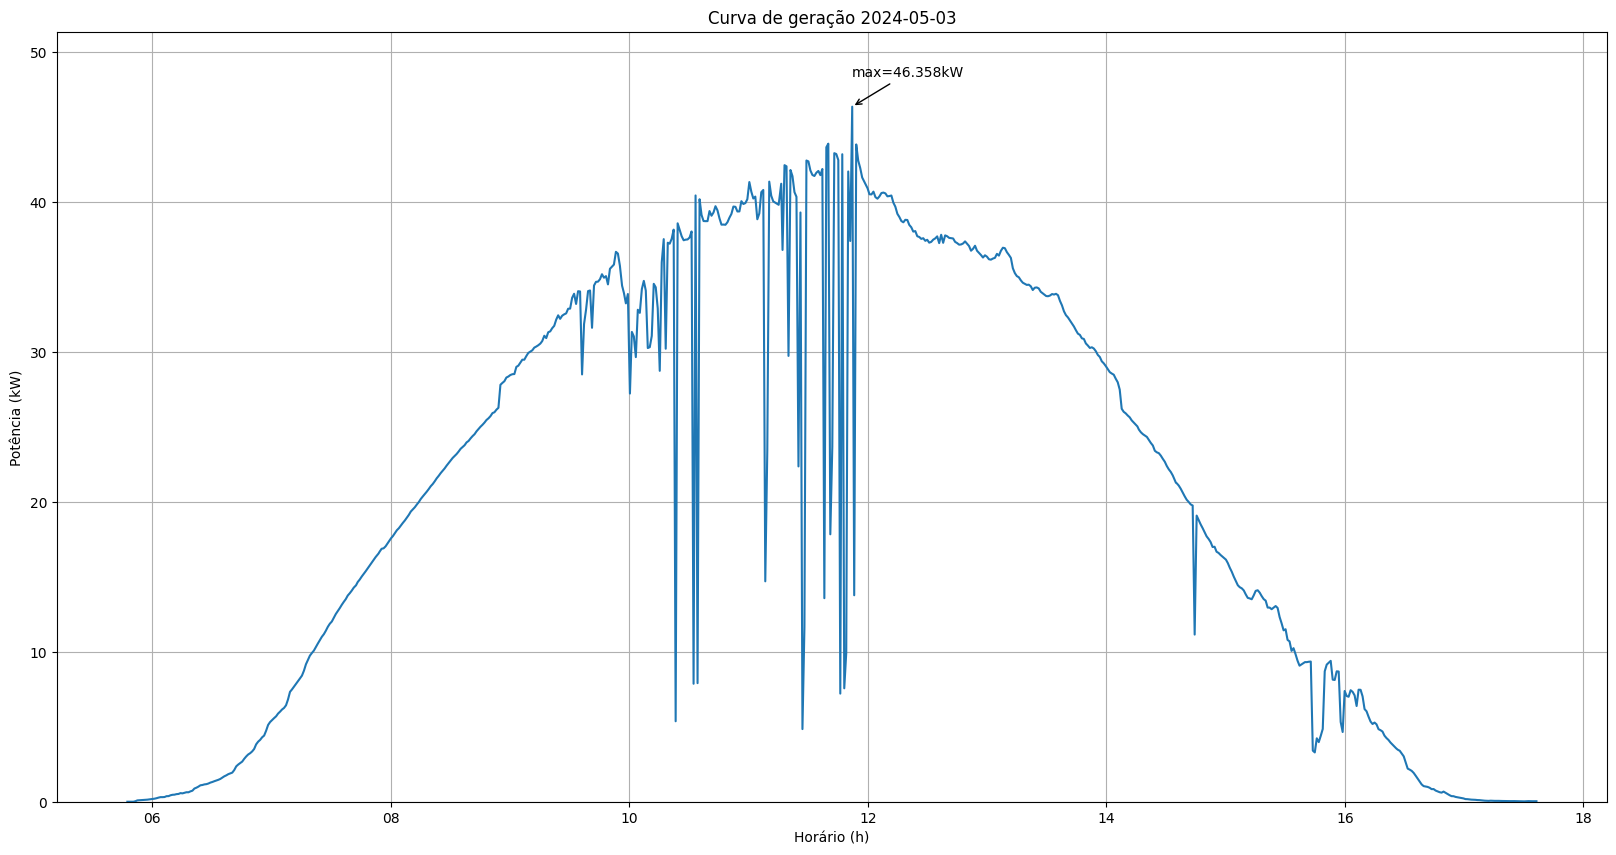 Curva de geração 2024-05-03
50
max=46.358kW
40
30
Potência (kW)
20
10
0
06 08 10 12 14 16 18
Horário (h)